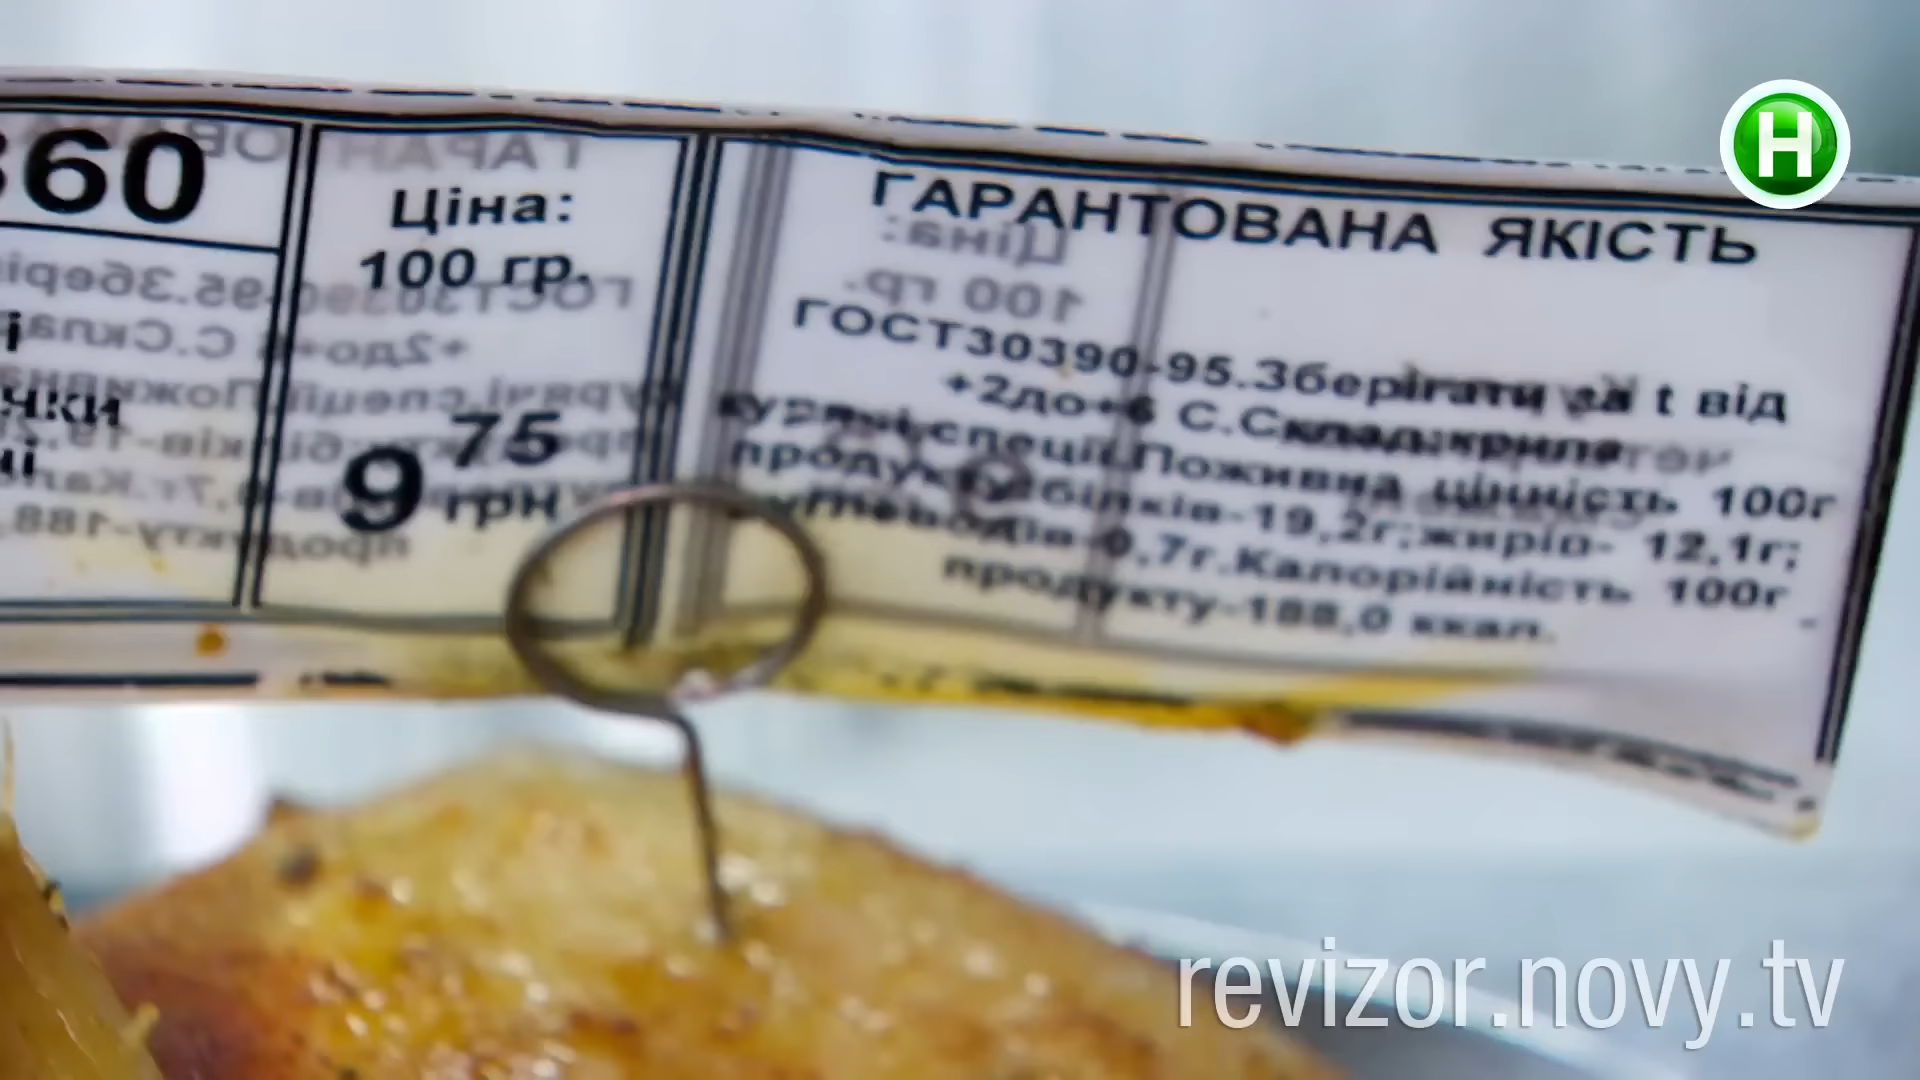 Н
360
Ціна:
100 гр.
9 75 грн
ГАРАНТОВАНА ЯКІСТЬ
ГОСТ30390-95.Зберігати за t від
+2до+6 С.Склад:крила
курячі,спеції.Поживна цінність 100г
продукту:білків-19,2г;жирів- 12,1г;
вуглеводів-0,7г.Калорійність 100г
продукту-188,0 ккал.
revizor.novy.tv